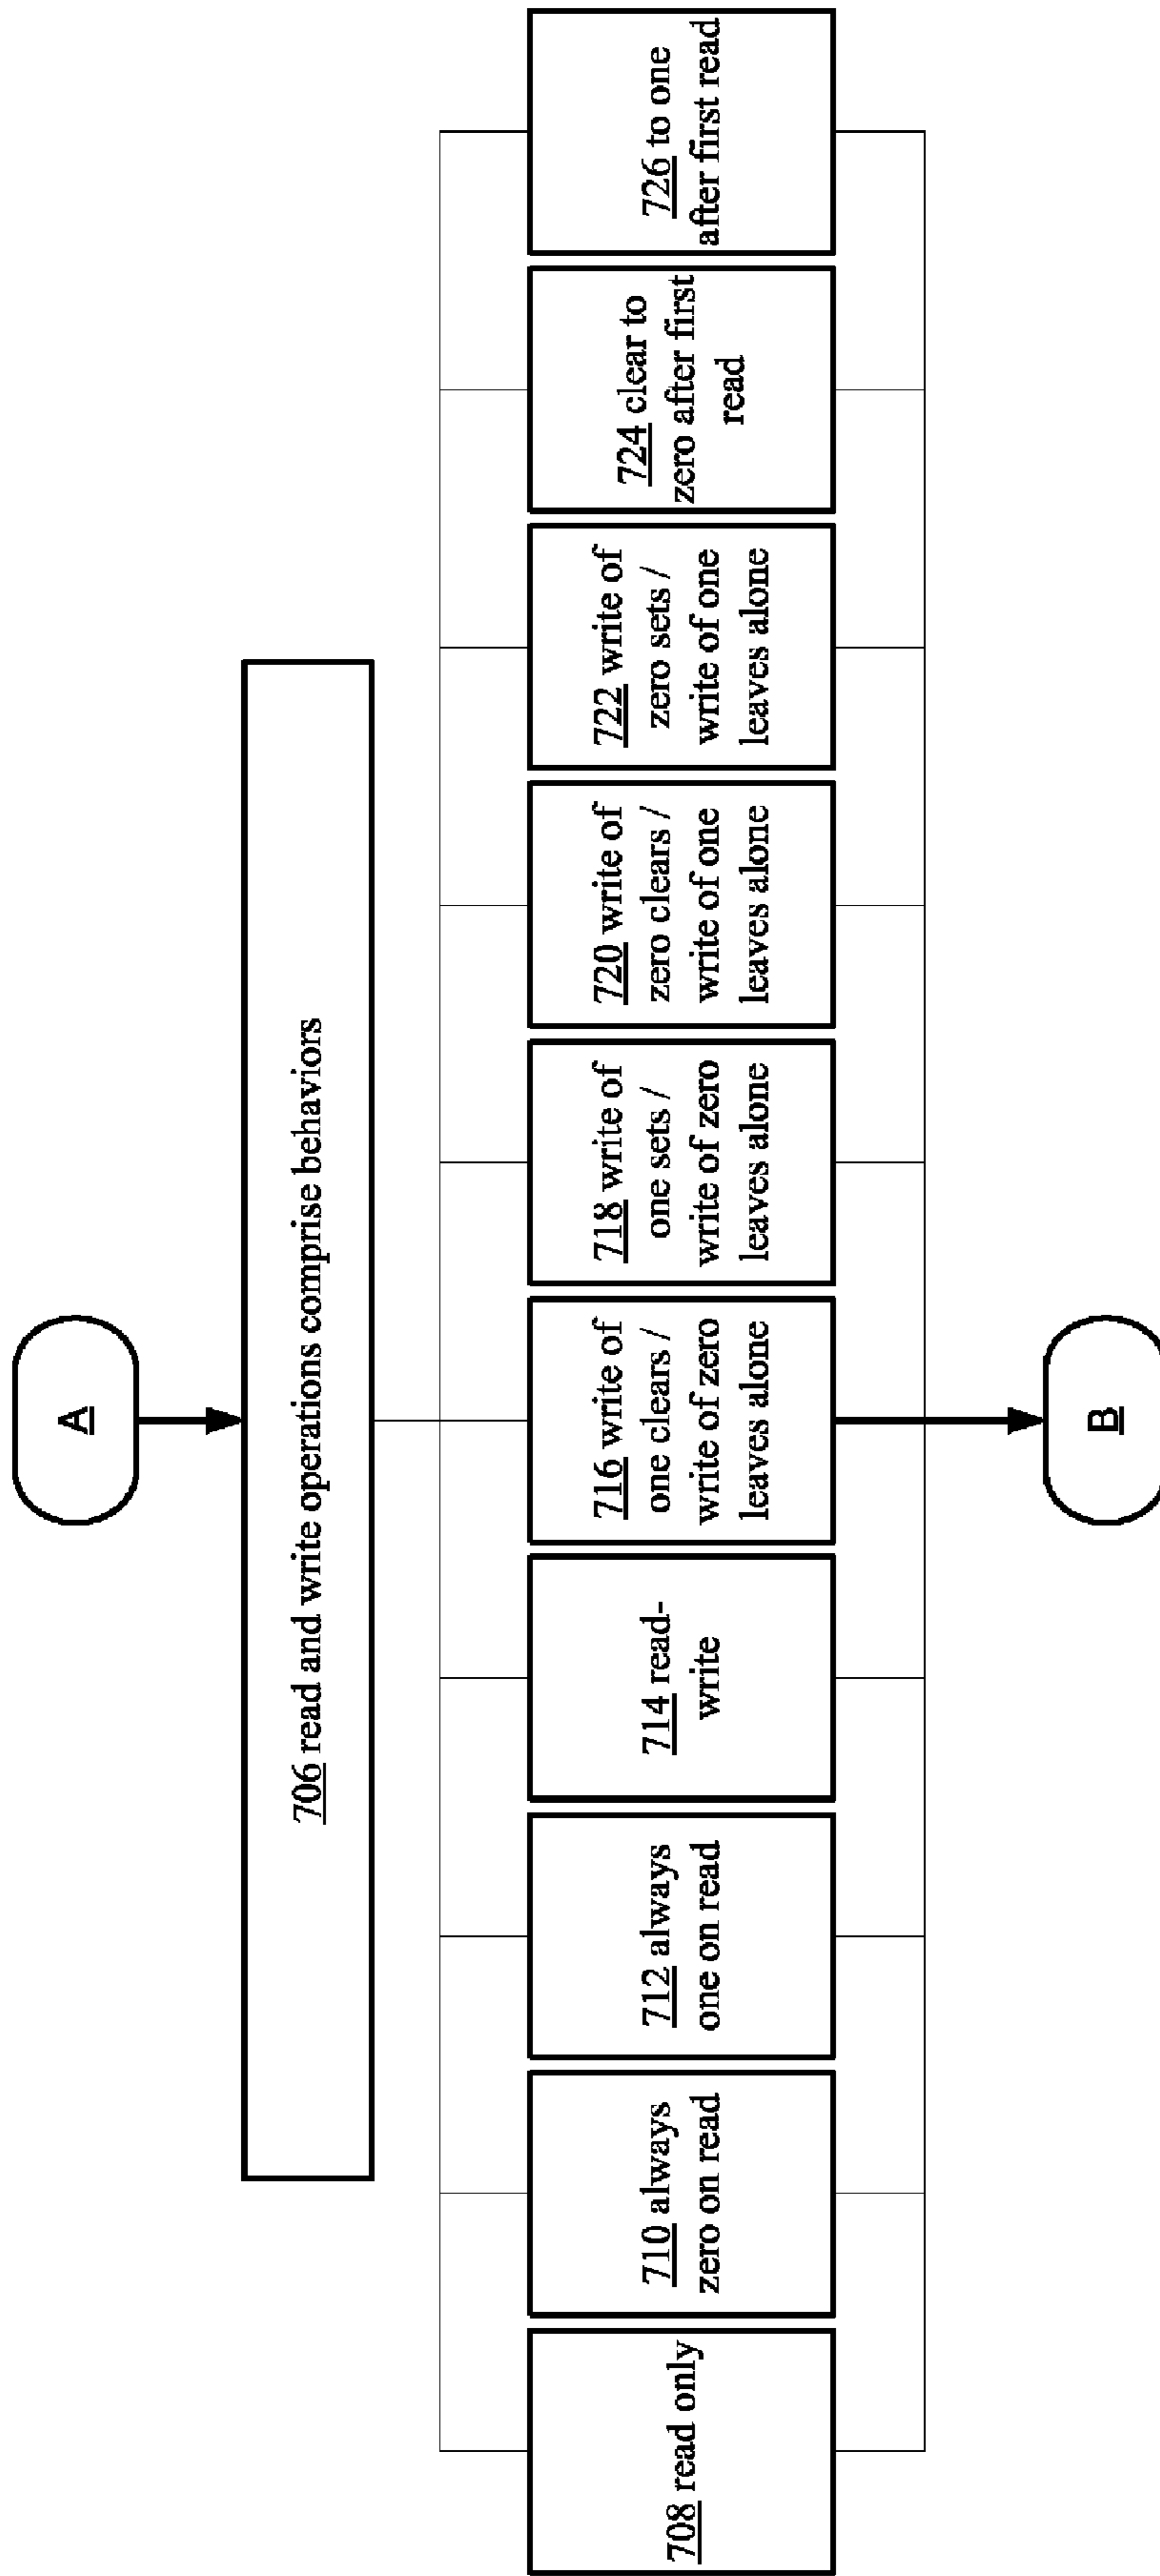 A
706 read and write operations comprise behaviors
708 read only
710 always
zero on read
712 always
one on read
714 read-
write
716 write of
one clears /
write of zero
leaves alone
718 write of
one sets /
write of zero
leaves alone
720 write of
zero clears /
write of one
leaves alone
722 write of
zero sets /
write of one
leaves alone
724 clear to
zero after first
read
726 to one
after first read
B